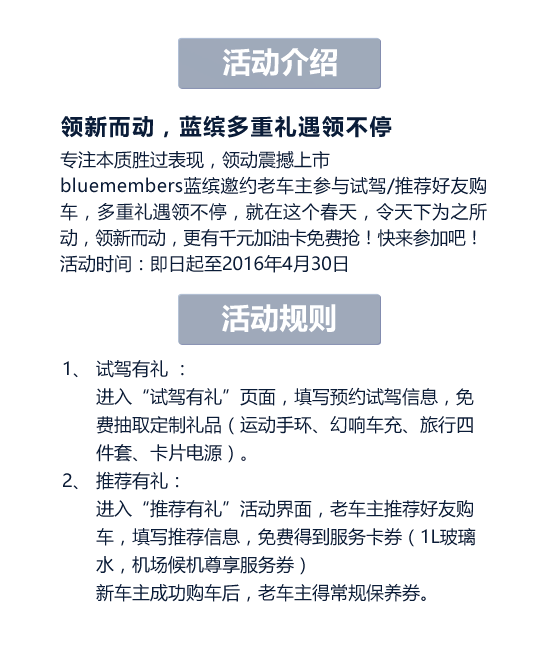 活动介绍
领新而动，蓝缤多重礼遇领不停
专注本质胜过表现，领动震撼上市
bluemembers蓝缤邀约老车主参与试驾/推荐好友购
车，多重礼遇领不停，就在这个春天，令天下为之所
动，领新而动，更有千元加油卡免费抢！快来参加吧！
活动时间：即日起至2016年4月30日
活动规则
1、 试驾有礼 ：
进入“试驾有礼”页面，填写预约试驾信息，免
费抽取定制礼品（运动手环、幻响车充、旅行四
件套、卡片电源）。
2、 推荐有礼：
进入“推荐有礼”活动界面，老车主推荐好友购
车，填写推荐信息，免费得到服务卡券（1L玻璃
水，机场候机尊享服务券）
新车主成功购车后，老车主得常规保养券。